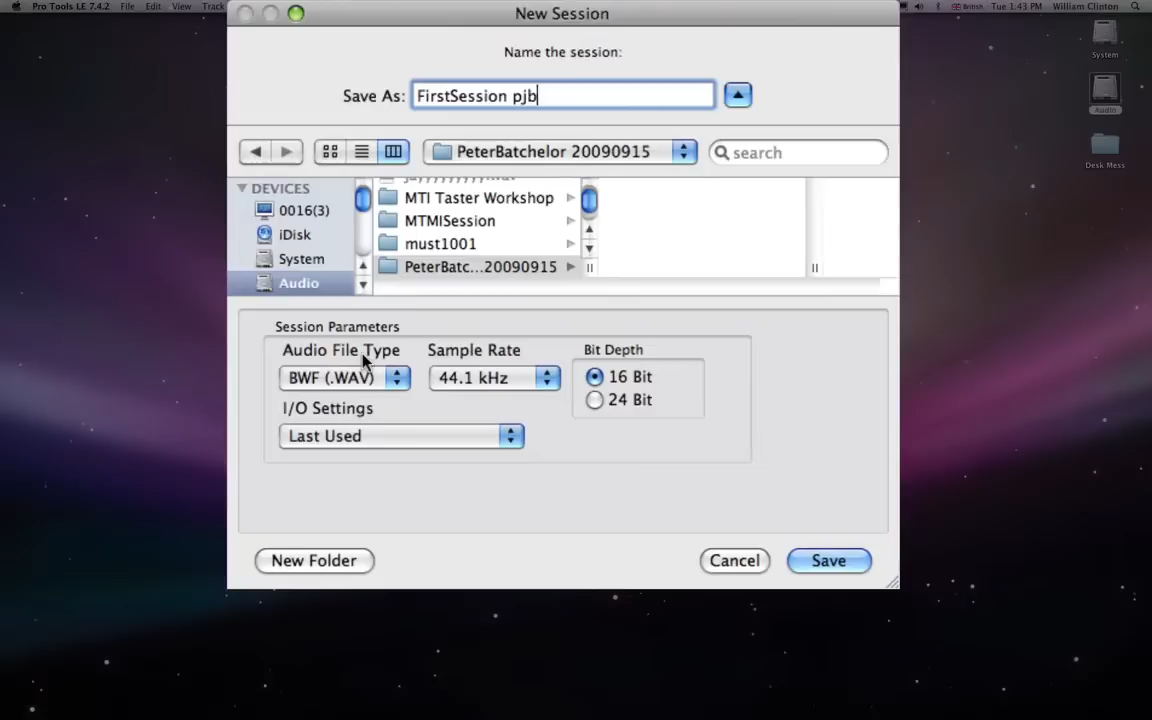 Pro Tools LE 7.4.2 File Edit View Track
British Tue 1:43 PM William Clinton
New Session
Name the session:
Save As: FirstSession pjb
PeterBatchelor 20090915
search
DEVICES
0016(3)
iDisk
System
Audio
MTI Taster Workshop
MTMISession
must1001
PeterBatc...20090915
Session Parameters
Audio File Type Sample Rate Bit Depth
BWF (.WAV) 44.1 kHz 16 Bit
24 Bit
I/O Settings
Last Used
New Folder Cancel Save
System
Audio
Desk Mess